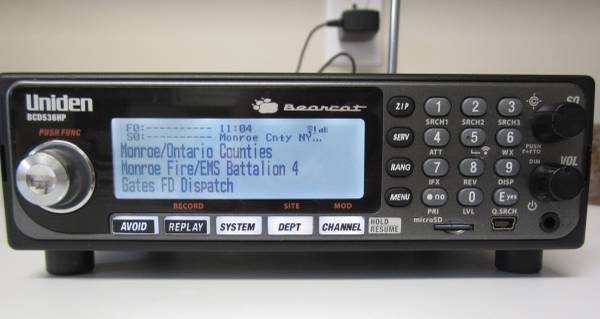 Uniden
BCD536HP
PUSH FUNC
Bearcat
F0:------------ 11:04
S0:------------ Monroe Cnty NY...
Monroe/Ontario Counties
Monroe Fire/EMS Battalion 4
Gates FD Dispatch
RECORD SITE MOD
AVOID REPLAY SYSTEM DEPT CHANNEL HOLD
RESUME
ZIP 1 2 3
SRCH1 SRCH2 SRCH3
SERV 4 5 6
ATT WX
RANG 7 8 9
IFX REV DISP
MENU • no 0 E yes
PRI LVL Q.SRCH
microSD
SQ
PUSH
F+FTO
DIM
VOL